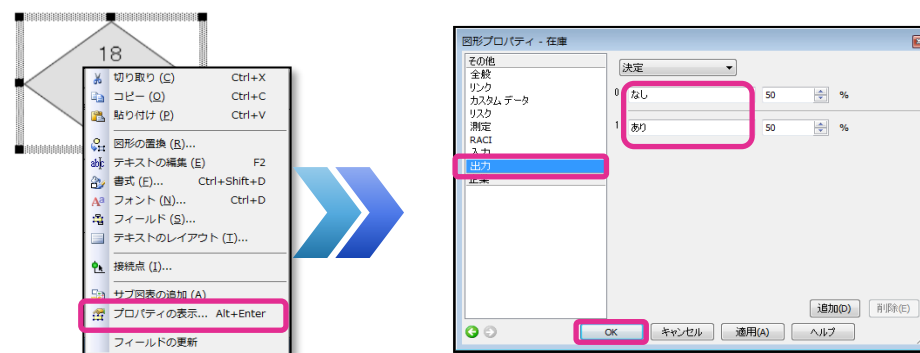 18
切り取り (C) Ctrl+X
コピー (O) Ctrl+C
貼り付け (P) Ctrl+V
図形の置換 (R)...
テキストの編集 (E) F2
書式 (F)... Ctrl+Shift+D
フォント (N)... Ctrl+D
フィールド (S)...
テキストのレイアウト (T)...
接続点 (I)...
サブ図表の追加 (A)
プロパティの表示... Alt+Enter
フィールドの更新
図形プロパティ - 在庫
その他
全般
リンク
カスタム データ
リスク
測定
RACI
入力
出力
企業
決定
0 なし 50 %
1 あり 50 %
追加(D) 削除(E)
OK キャンセル 適用(A) ヘルプ